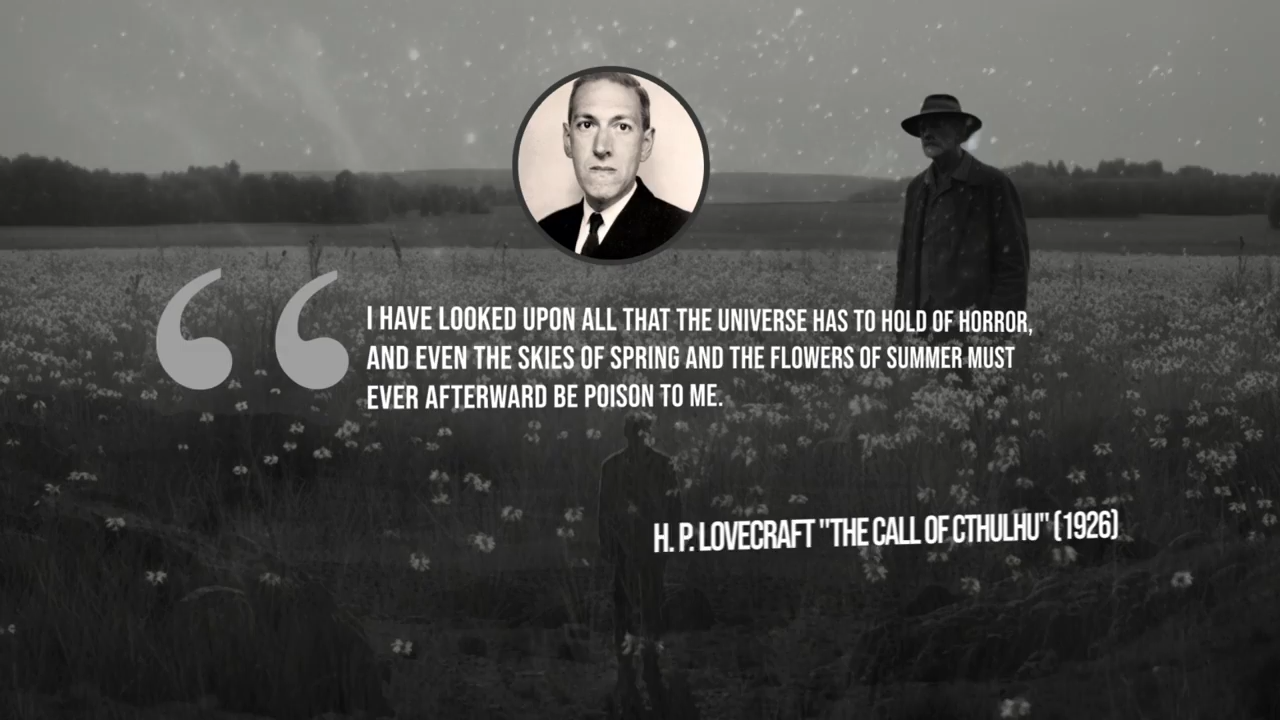 I HAVE LOOKED UPON ALL THAT THE UNIVERSE HAS TO HOLD OF HORROR,
AND EVEN THE SKIES OF SPRING AND THE FLOWERS OF SUMMER MUST
EVER AFTERWARD BE POISON TO ME.
H. P. LOVECRAFT "THE CALL OF CTHULHU" (1926)